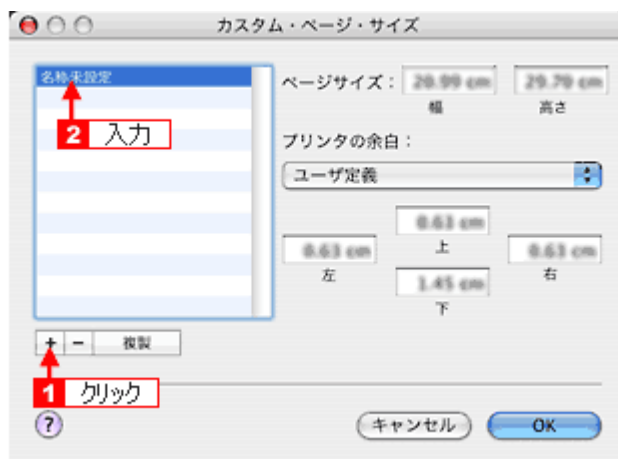 カスタム・ページ・サイズ
名称未設定
2 入力
+ − 複製
1 クリック
ページサイズ： 20.99 cm 29.70 cm
幅 高さ
プリンタの余白：
ユーザ定義
0.63 cm
上
0.63 cm 0.63 cm
左 右
1.45 cm
下
? キャンセル OK